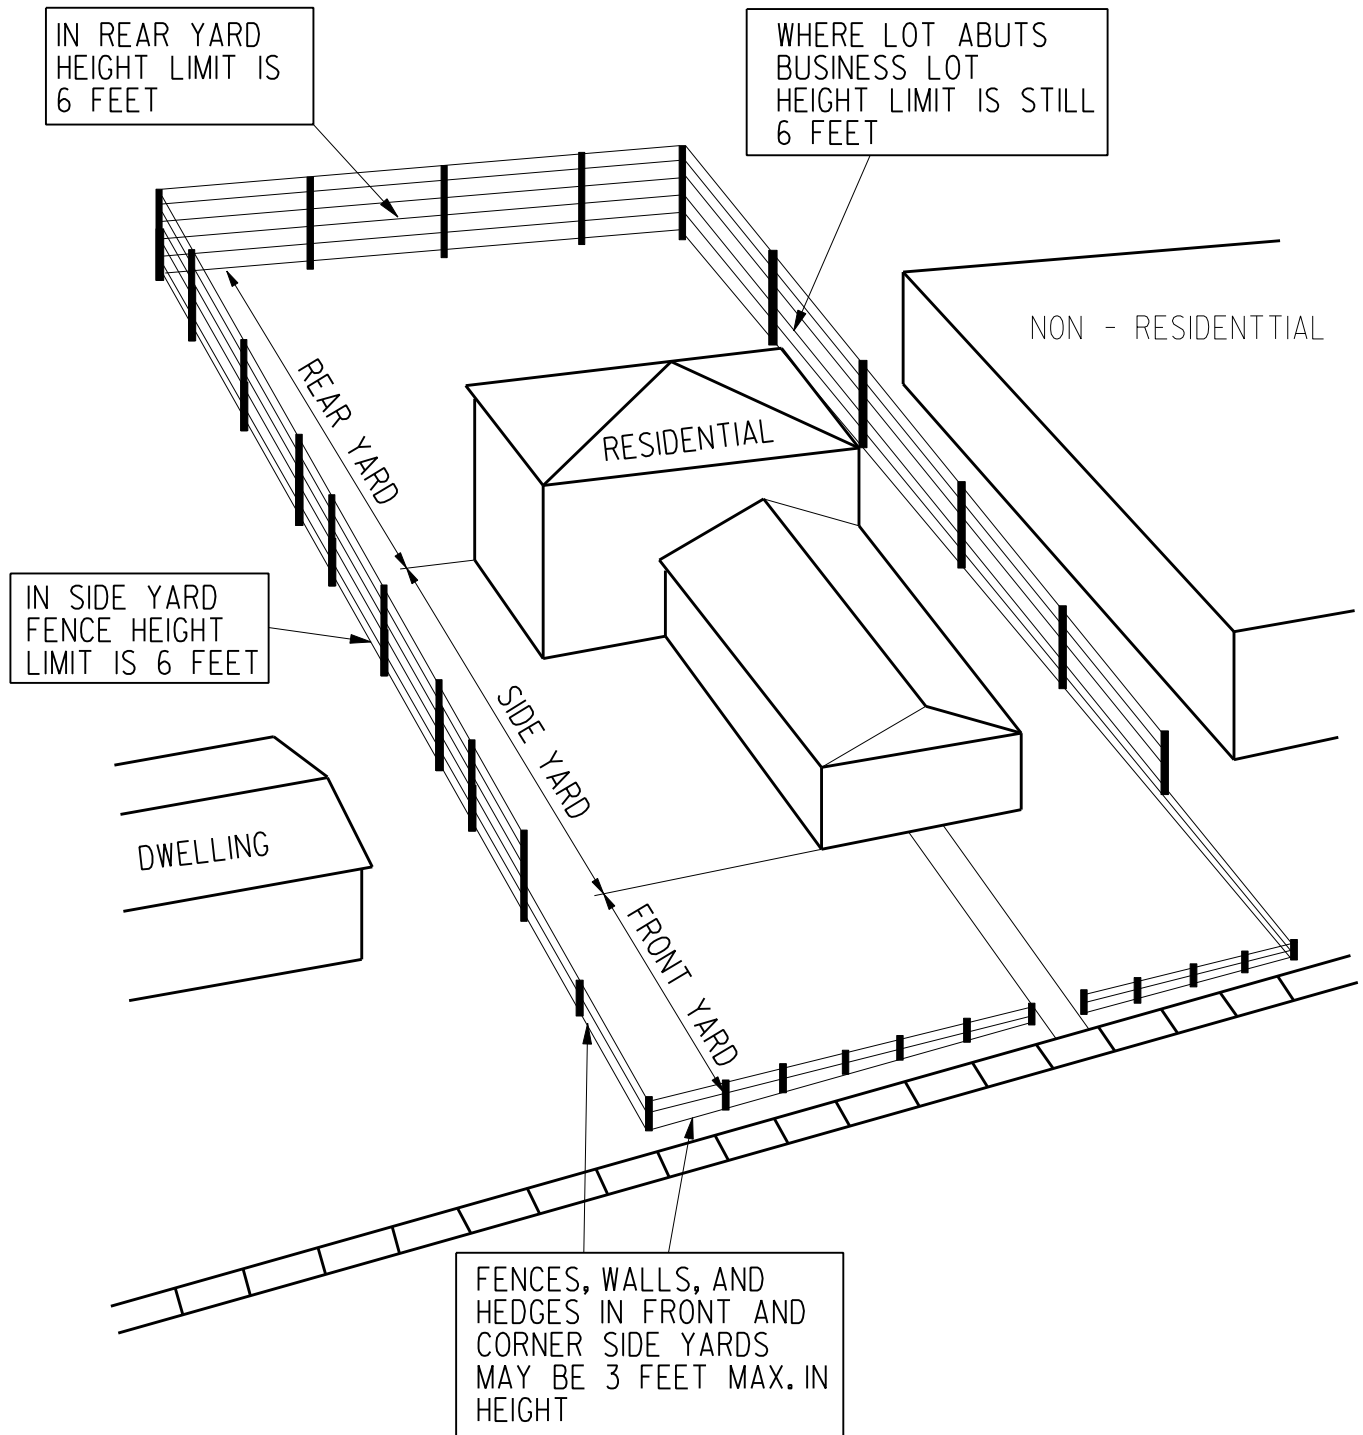 IN REAR YARD
HEIGHT LIMIT IS
6 FEET
WHERE LOT ABUTS
BUSINESS LOT
HEIGHT LIMIT IS STILL
6 FEET
NON - RESIDENTTIAL
REAR YARD
RESIDENTIAL
IN SIDE YARD
FENCE HEIGHT
LIMIT IS 6 FEET
SIDE YARD
DWELLING
FRONT YARD
FENCES, WALLS, AND
HEDGES IN FRONT AND
CORNER SIDE YARDS
MAY BE 3 FEET MAX. IN
HEIGHT